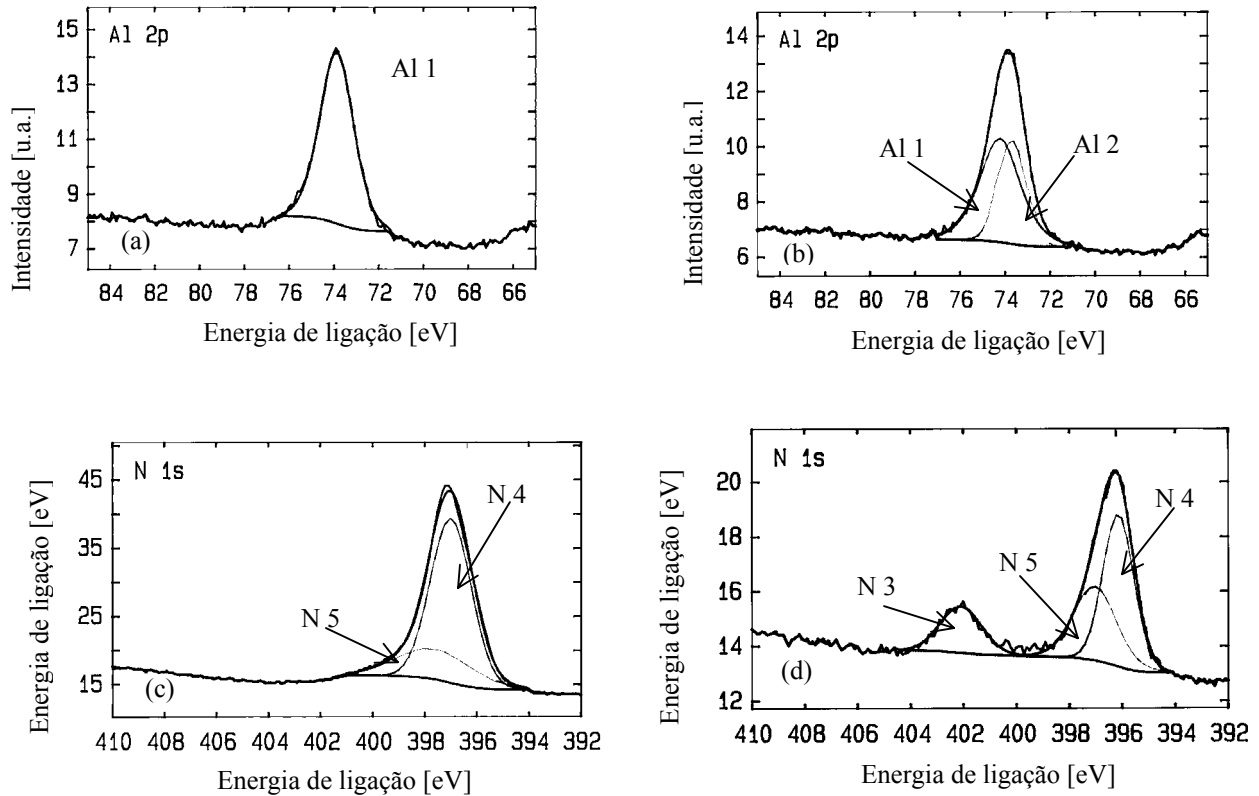 Al 2p
Al 1
(a)
15
14
12
11
9
8
7
84 82 80 78 76 74 72 70 68 66
Intensidade [u.a.]
Energia de ligação [eV]
Al 2p
Al 1
Al 2
(b)
14
12
10
8
6
84 82 80 78 76 74 72 70 68 66
Intensidade [u.a.]
Energia de ligação [eV]
N 1s
N 4
N 5
(c)
45
35
25
15
410 408 406 404 402 400 398 396 394 392
Energia de ligação [eV]
Energia de ligação [eV]
N 1s
N 4
N 5
N 3
(d)
20
18
16
14
12
410 408 406 404 402 400 398 396 394 392
Energia de ligação [eV]
Energia de ligação [eV]